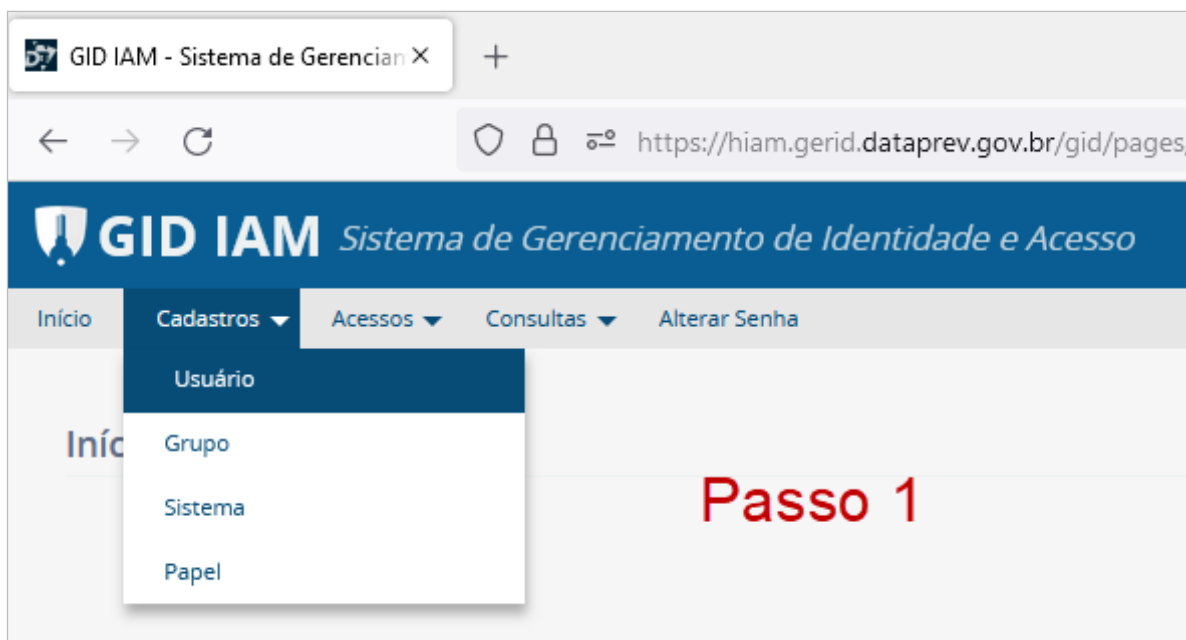 GID IAM - Sistema de Gerencian
https://hiam.gerid.dataprev.gov.br/gid/pages
GID IAM Sistema de Gerenciamento de Identidade e Acesso
Início Cadastros Acessos Consultas Alterar Senha
Usuário
Iníc Grupo
Sistema
Passo 1
Papel